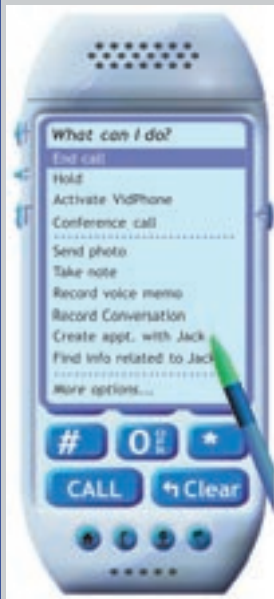 What can I do?
End call
Hold
Activate VidPhone
Conference call
Send photo
Take note
Record voice memo
Record Conversation
Create appt. with Jack
Find info related to Jack
More options...
# 0 *
CALL Clear